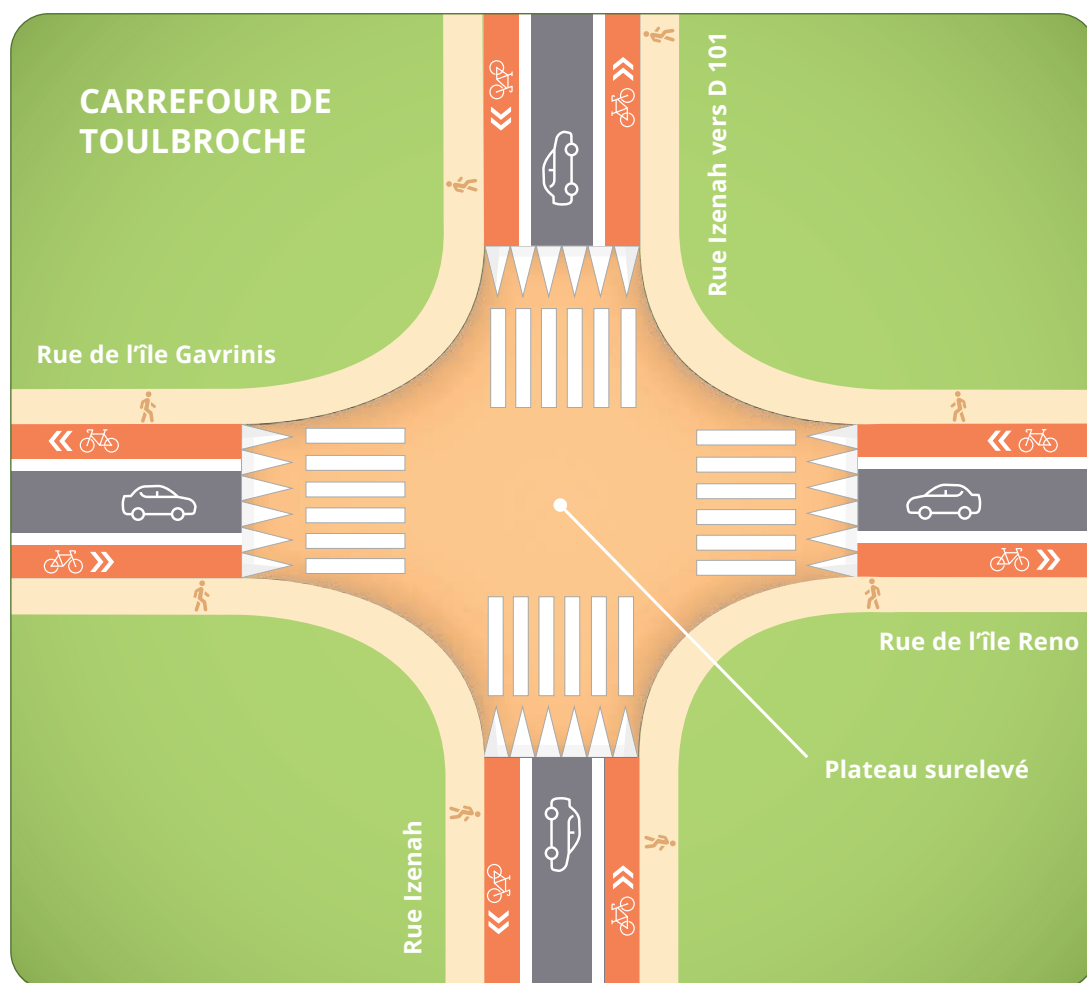 CARREFOUR DE
TOULBROCHE
Rue Izenah vers D 101
Rue de l'île Gavrinis
Rue de l'île Reno
Plateau surelevé
Rue Izenah